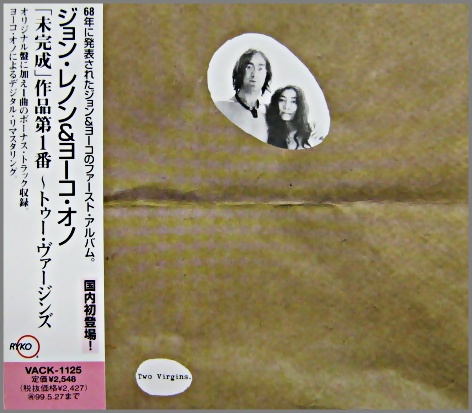 68年に発表されたジョン&ヨーコのファースト・アルバム。国内初登場!
ジョン・レノン&ヨーコ・オノ
「未完成」作品第1番 ~トゥー・ヴァージンズ
オリジナル盤に加え1曲のボーナス・トラック収録
ヨーコ・オノによるデジタル・リマスタリング
RYKO
VACK-1125
定価¥2,548
(税抜価格¥2,427)
㊢99.5.27まで
Two Virgins.